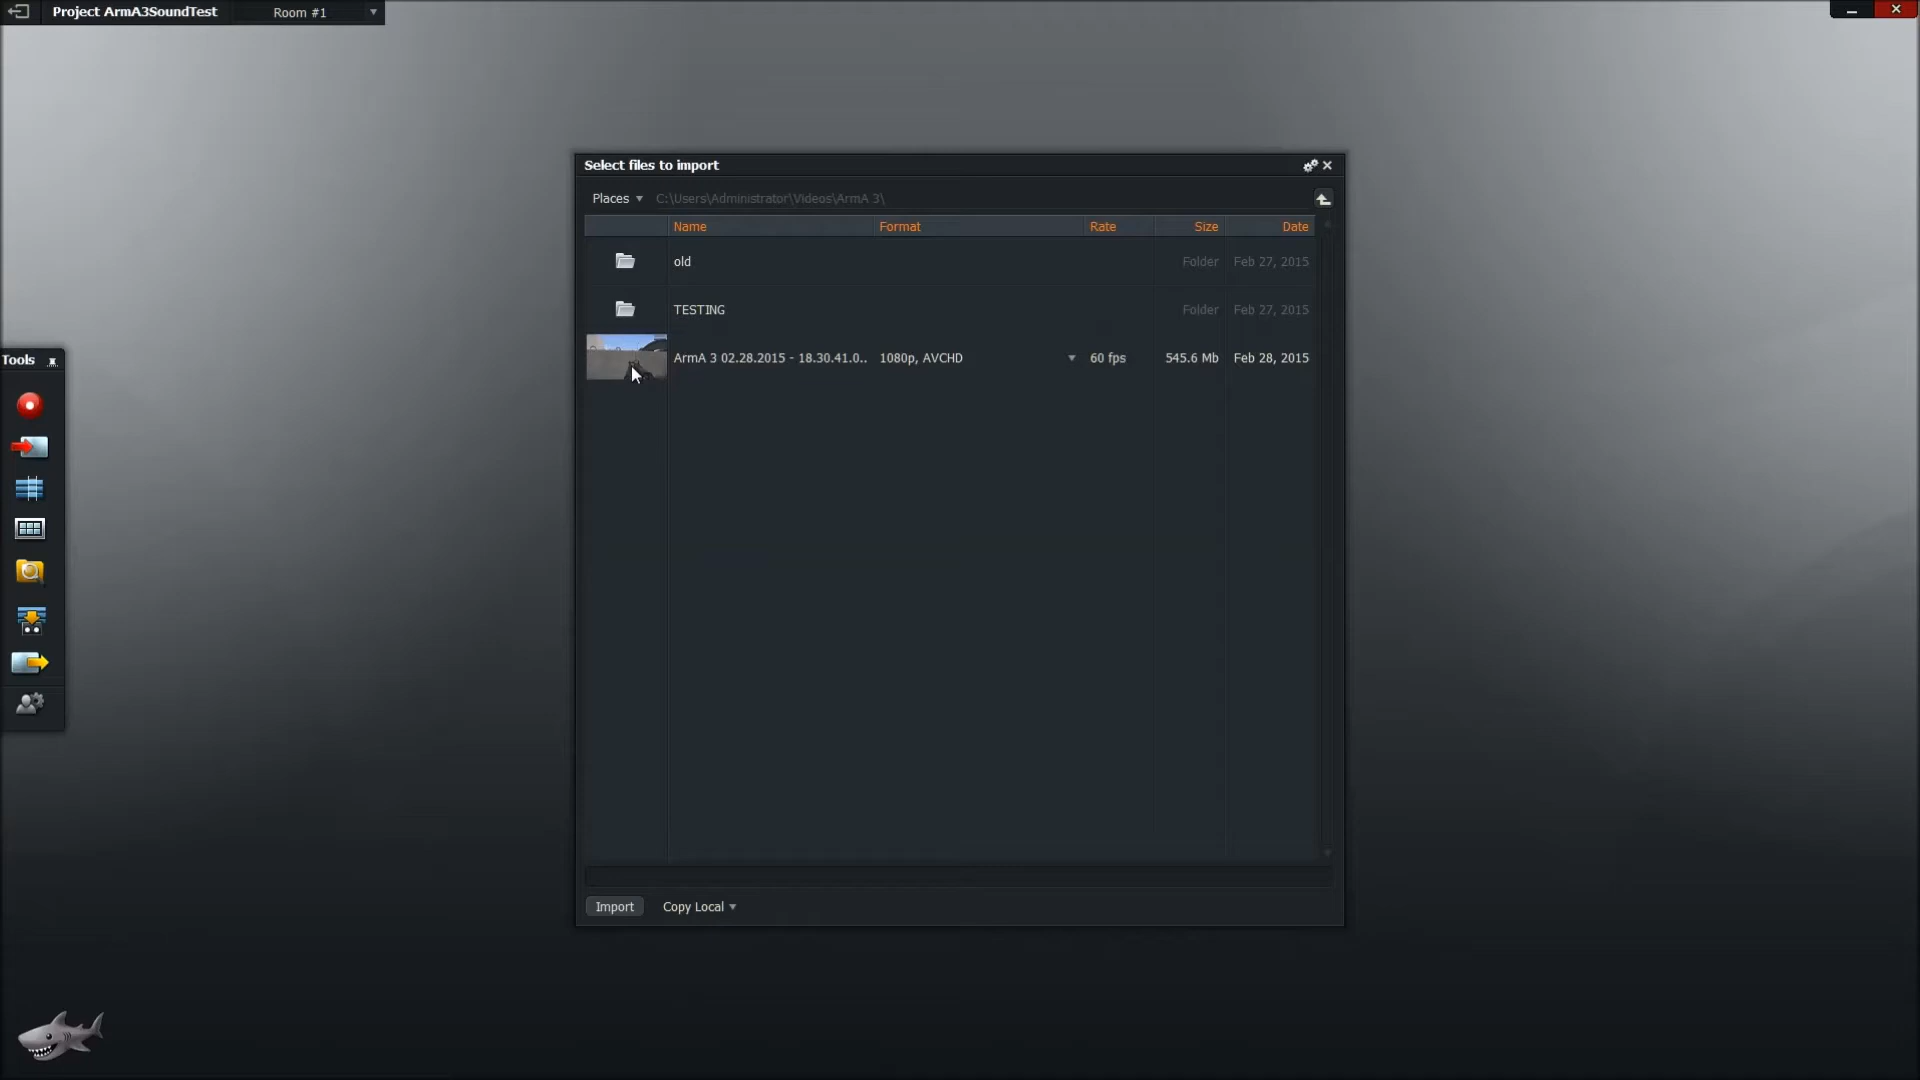 Project ArmA3SoundTest Room #1
Select files to import
Places C:\Users\Administrator\Videos\ArmA 3\
Name Format Rate Size Date
old Folder Feb 27, 2015
TESTING Folder Feb 27, 2015
Tools
ArmA 3 02.28.2015 - 18.30.41.0.. 1080p, AVCHD 60 fps 545.6 Mb Feb 28, 2015
Import Copy Local